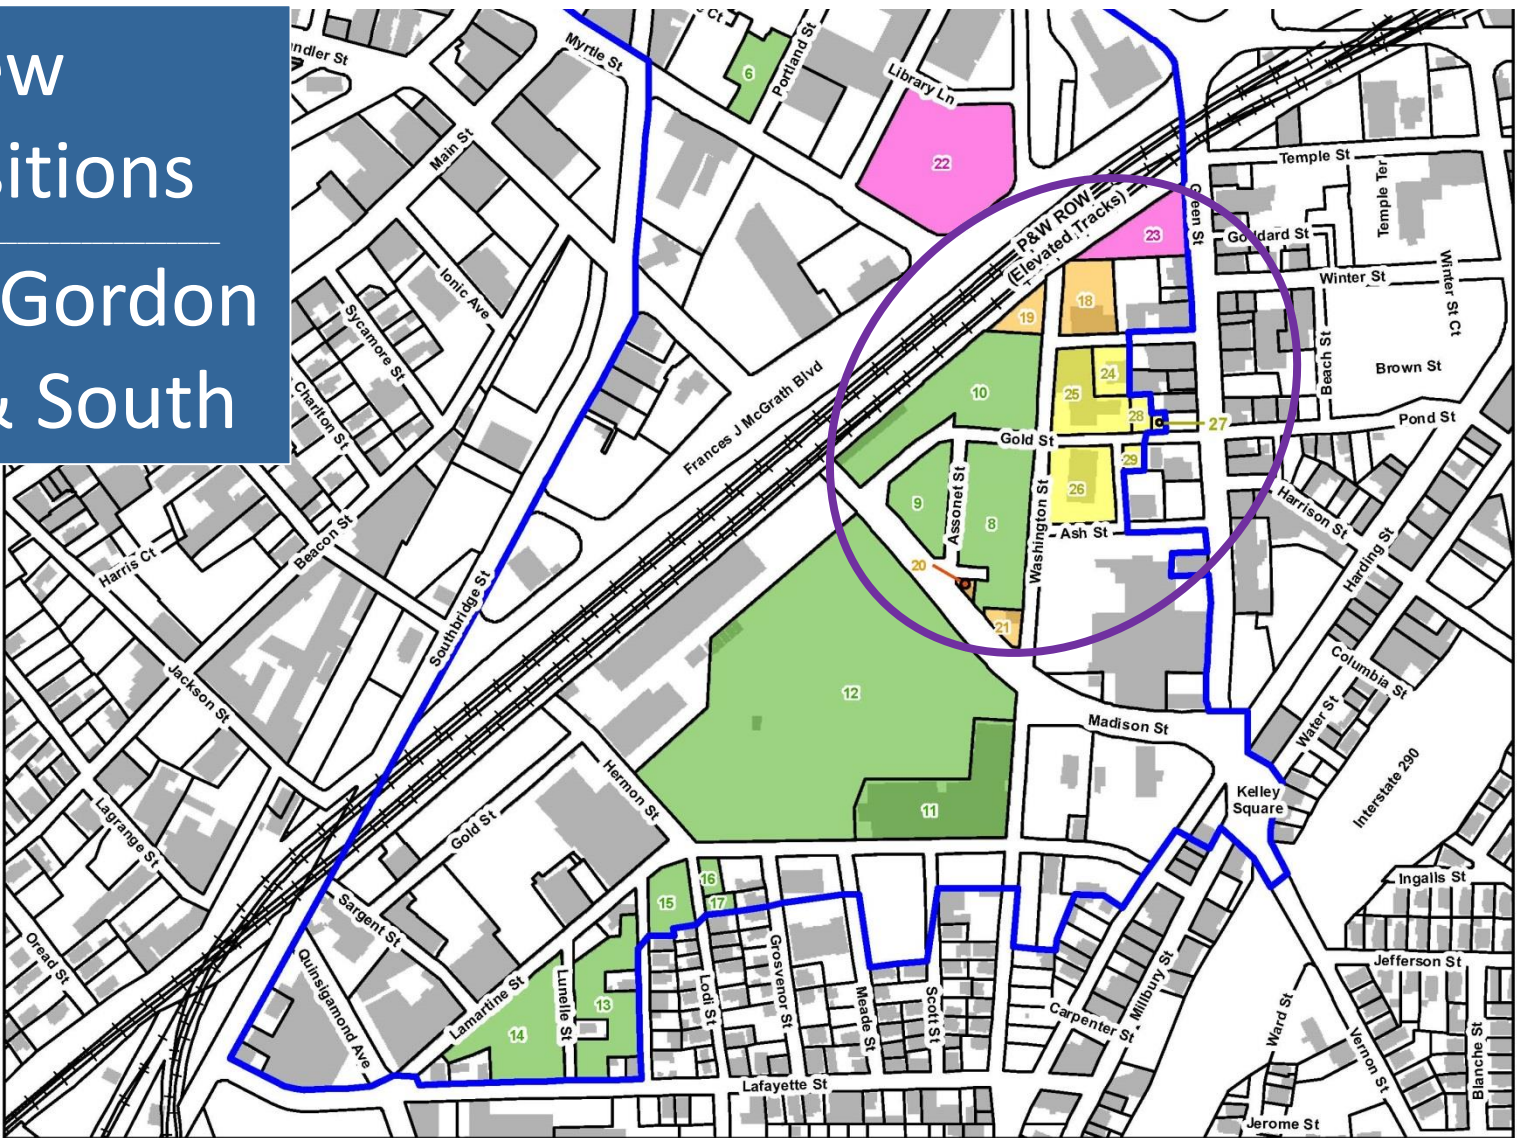 ew
sitions
Gordon
& South
ndler St
Myrtle St
Ct
6
Portland St
Library Ln
22
Main St
Temple St
Temple Ter
P&W ROW
(Elevated Tracks)
Green St
23
Goddard St
Winter St
Winter St Ct
Ionic Ave
Sycamore St
19
18
Beach St
Brown St
Charlton St
Frances J McGrath Blvd
10
25
24
28
27
Pond St
Gold St
29
9
Assonet St
8
Washington St
26
Ash St
Harrison St
Harding St
Harris Ct
Beacon St
20
21
Southbridge St
Jackson St
12
Columbia St
Water St
Madison St
Hermon St
Kelley
Square
Interstate 290
11
Lagrange St
Gold St
16
15
17
Ingalls St
Sargent St
Oread St
Quinsigamond Ave
Lamartine St
Lunelle St
13
14
Lodi St
Grosvenor St
Meade St
Scott St
Carpenter St
Millbury St
Jefferson St
Ward St
Vernon St
Blanche St
Lafayette St
Jerome St